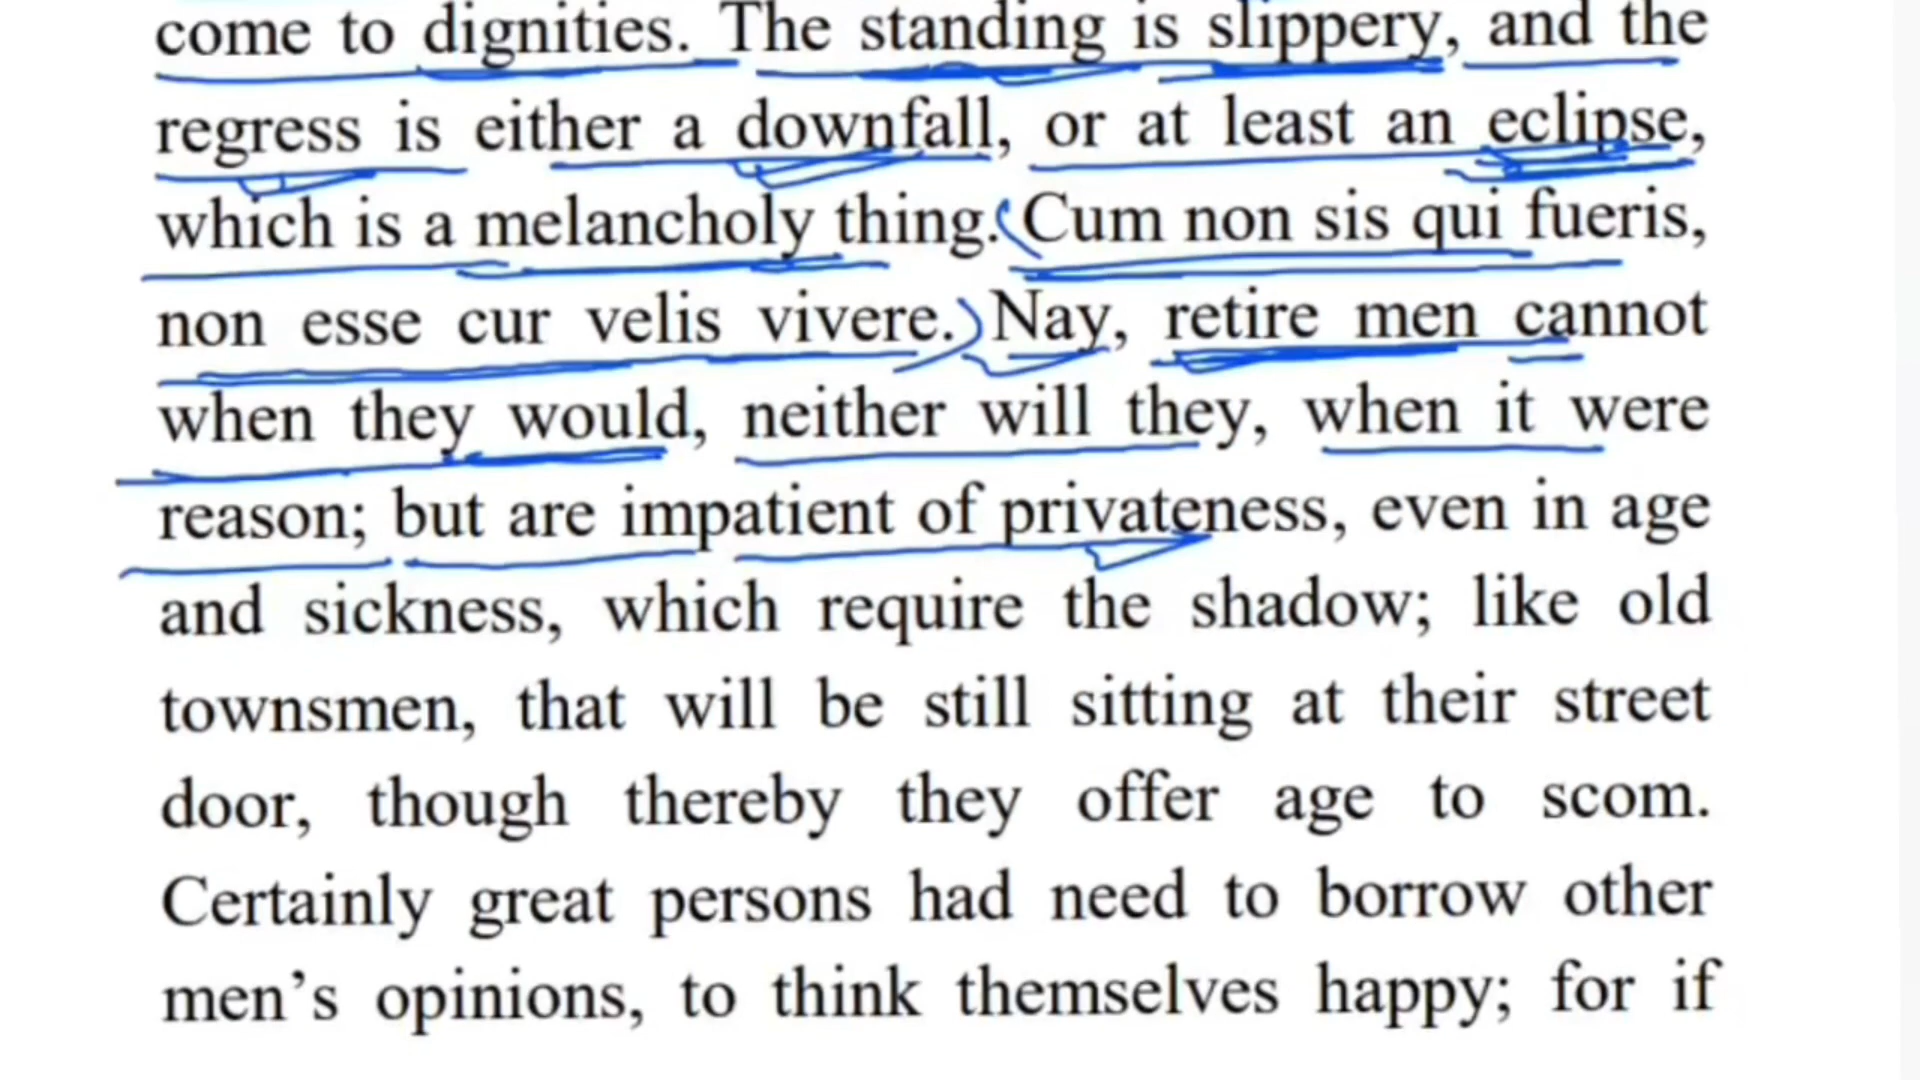 come to dignities. The standing is slippery, and the
regress is either a downfall, or at least an eclipse,
which is a melancholy thing. Cum non sis qui fueris,
non esse cur velis vivere. Nay, retire men cannot
when they would, neither will they, when it were
reason; but are impatient of privateness, even in age
and sickness, which require the shadow; like old
townsmen, that will be still sitting at their street
door, though thereby they offer age to scom.
Certainly great persons had need to borrow other
men’s opinions, to think themselves happy; for if